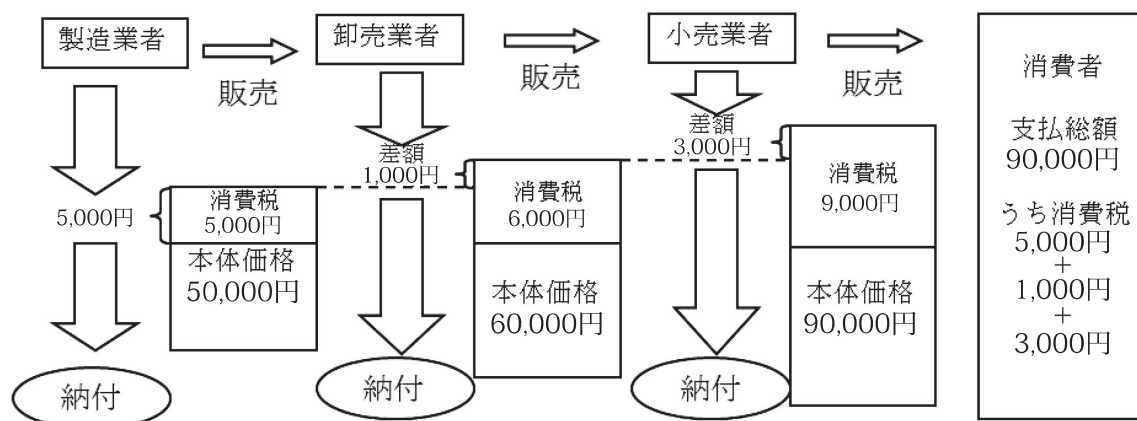 製造業者
販売
5,000円
消費税
5,000円
本体価格
50,000円
納付
卸売業者
販売
差額
1,000円
消費税
6,000円
本体価格
60,000円
納付
小売業者
販売
差額
3,000円
消費税
9,000円
本体価格
90,000円
納付
消費者
支払総額
90,000円
うち消費税
5,000円
+
1,000円
+
3,000円